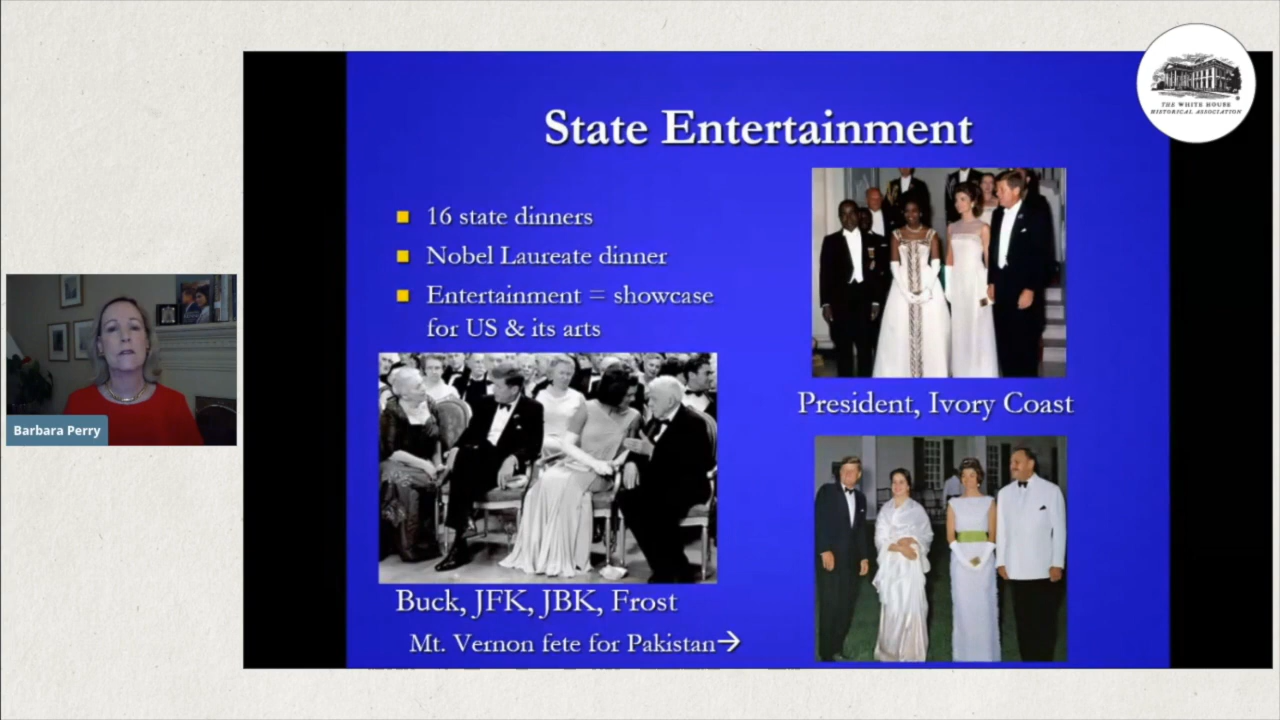 State Entertainment
16 state dinners
Nobel Laureate dinner
Entertainment = showcase
for US & its arts
Buck, JFK, JBK, Frost
Mt. Vernon fete for Pakistan→
President, Ivory Coast
Barbara Perry
THE WHITE HOUSE
HISTORICAL ASSOCIATION